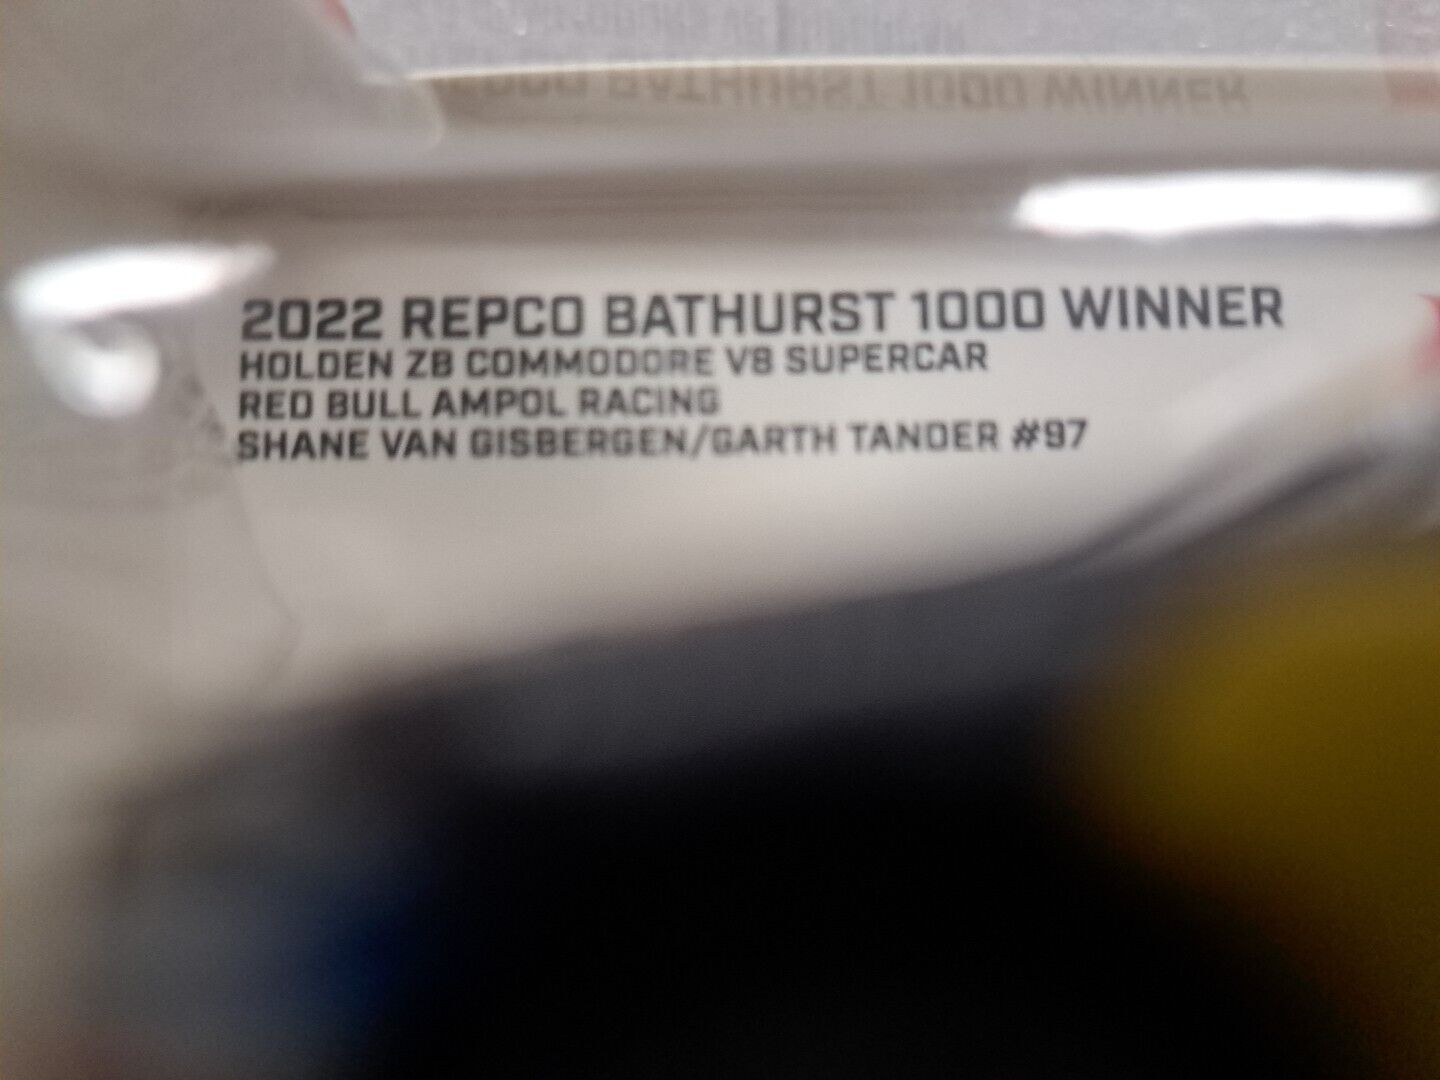 2022 REPCO BATHURST 1000 WINNER
HOLDEN ZB COMMODORE V8 SUPERCAR
RED BULL AMPOL RACING
SHANE VAN GISBERGEN/GARTH TANDER #97